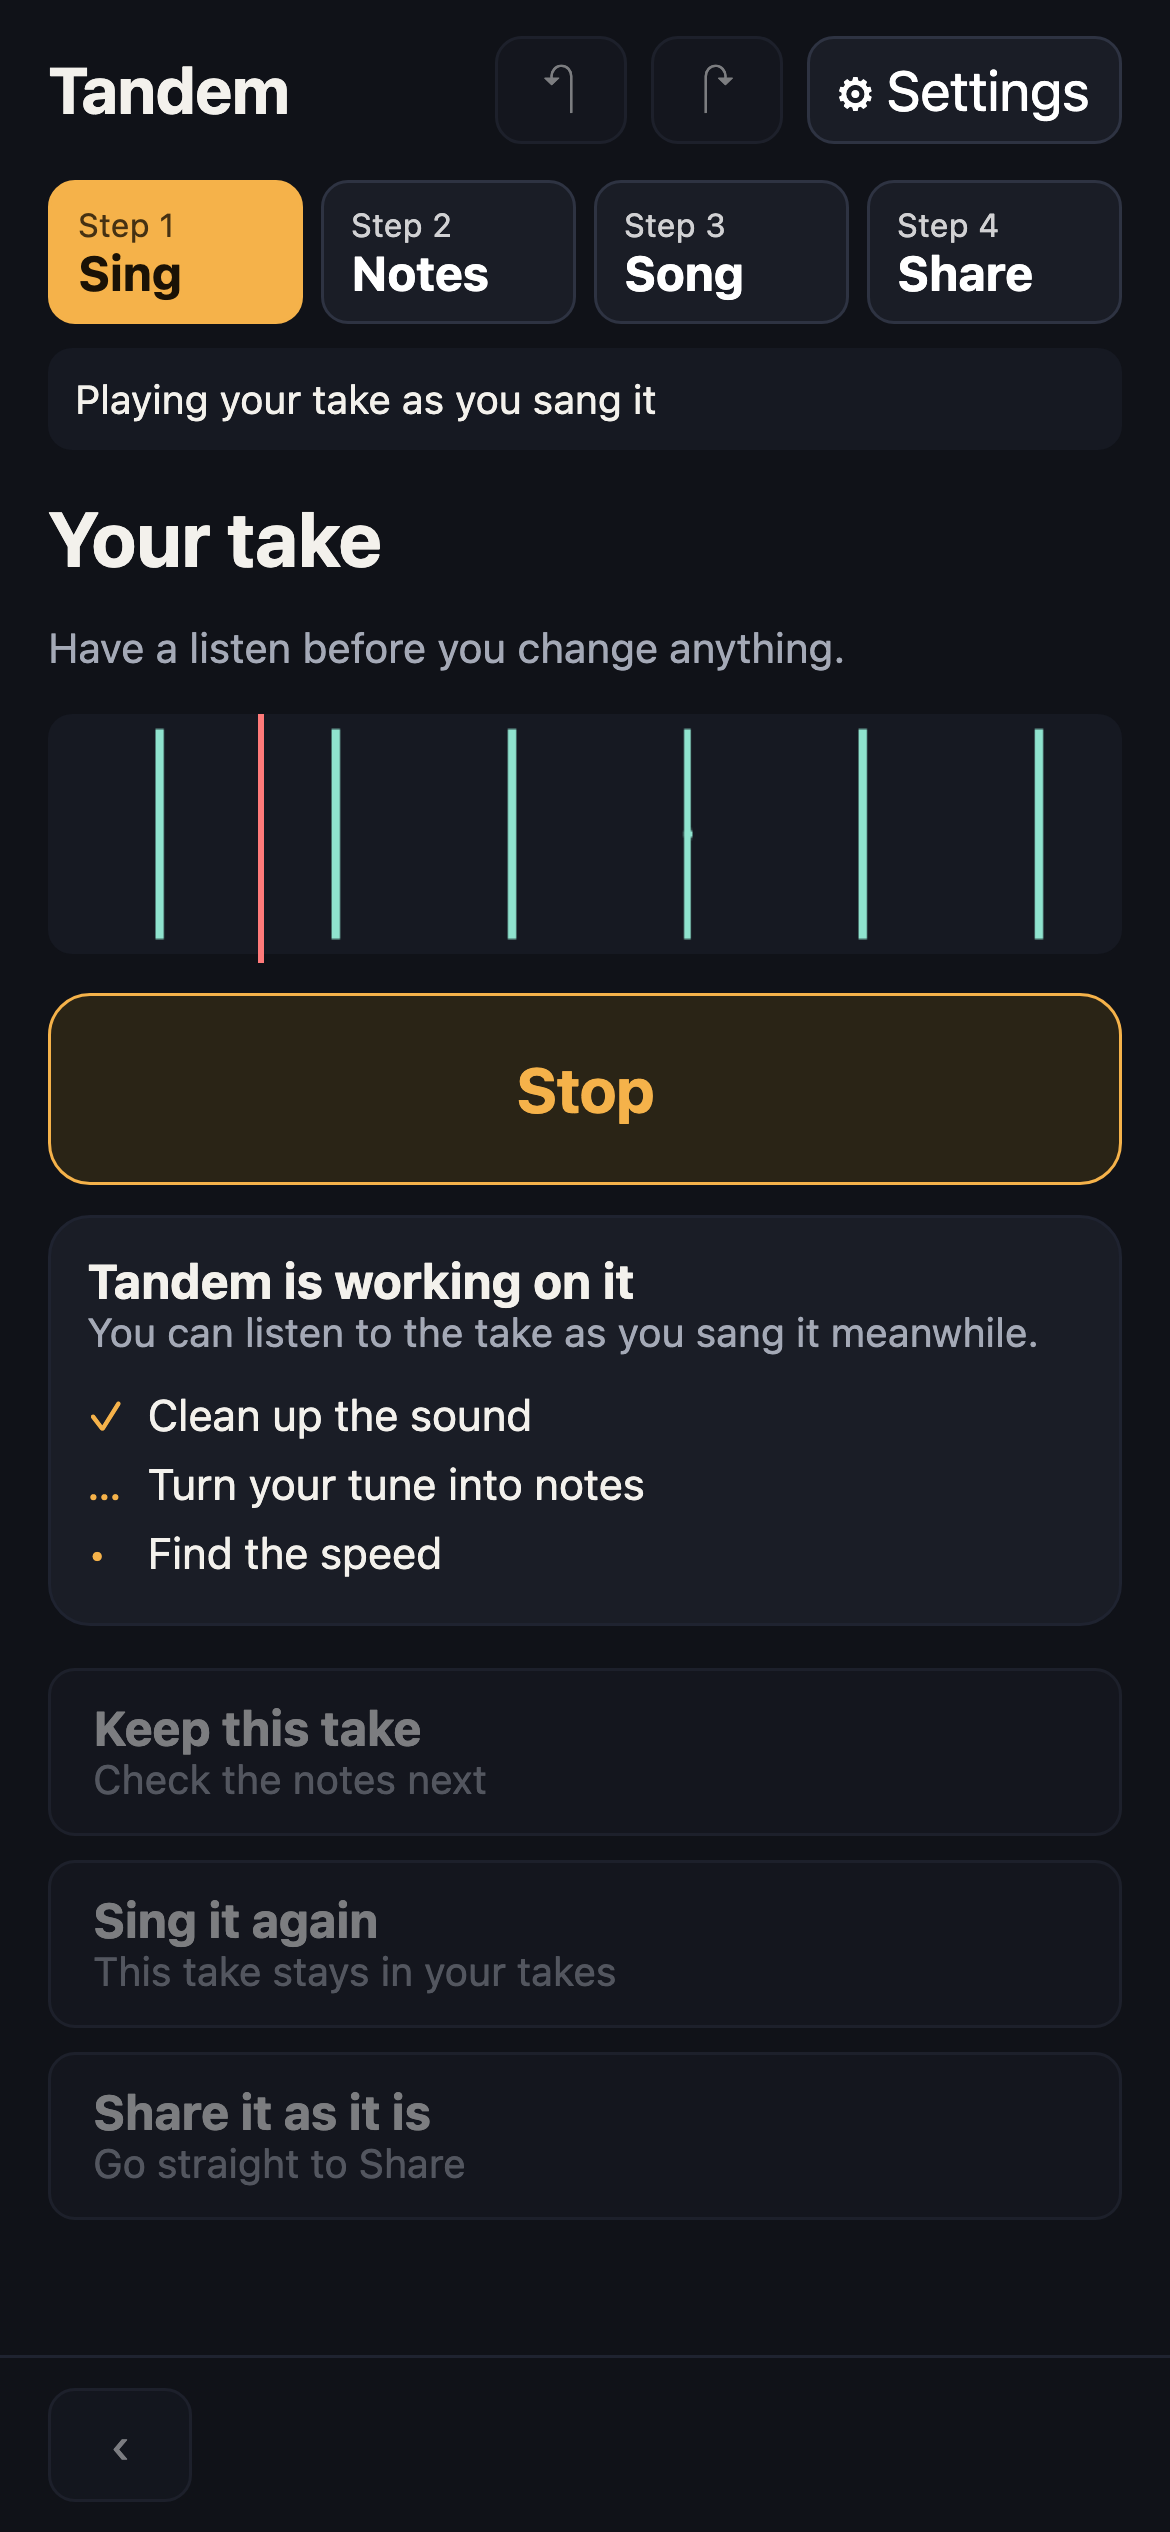 Tandem
⚙ Settings
Step 1
Sing
Step 2
Notes
Step 3
Song
Step 4
Share
Playing your take as you sang it
Your take
Have a listen before you change anything.
Stop
Tandem is working on it
You can listen to the take as you sang it meanwhile.
✓ Clean up the sound
… Turn your tune into notes
· Find the speed
Keep this take
Check the notes next
Sing it again
This take stays in your takes
Share it as it is
Go straight to Share
‹